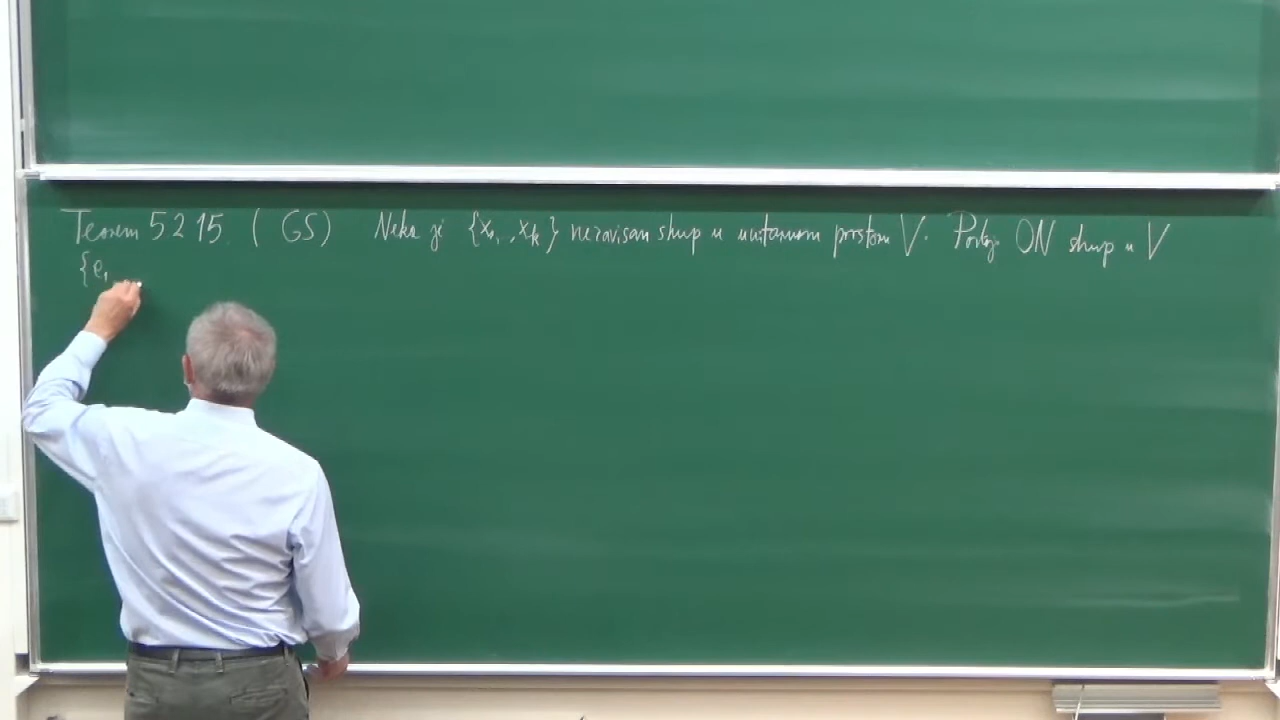 Teorem 5 2 15. (GS) Neka je {x₁, ., xₖ} nezavisan skup u unitarnom prostoru V. Postoji ON skup u V
{e₁